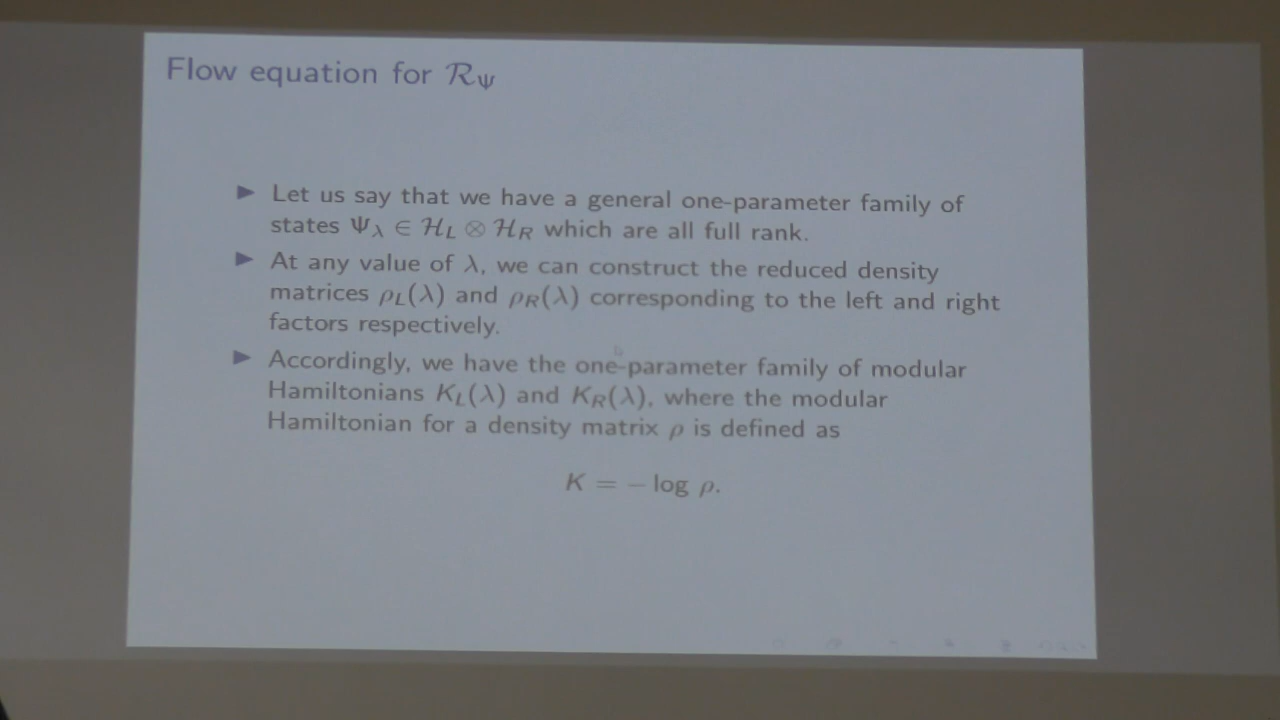 Flow equation for ℛ_Ψ
▶ Let us say that we have a general one-parameter family of
states Ψ_λ ∈ ℋ_L ⊗ ℋ_R which are all full rank.
▶ At any value of λ, we can construct the reduced density
matrices ρ_L(λ) and ρ_R(λ) corresponding to the left and right
factors respectively.
▶ Accordingly, we have the one-parameter family of modular
Hamiltonians K_L(λ) and K_R(λ), where the modular
Hamiltonian for a density matrix ρ is defined as
K = − log ρ.